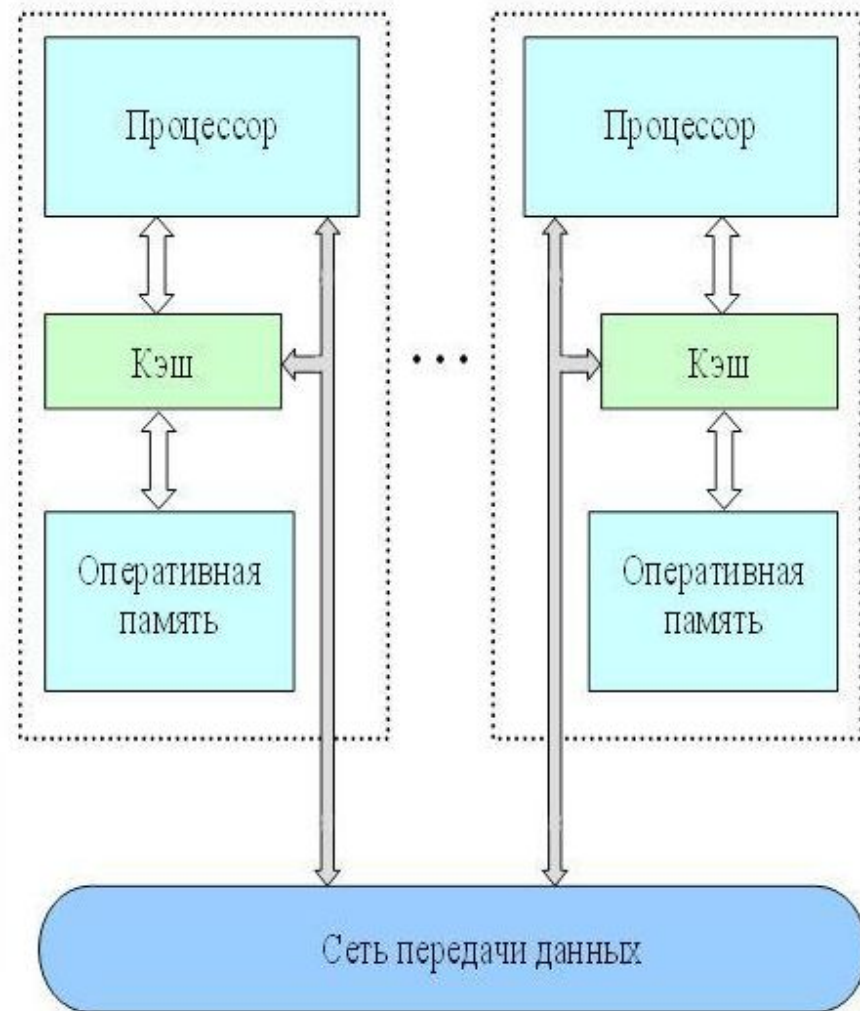 Процессор
Процессор
Кэш
• • •
Кэш
Оперативная
память
Оперативная
память
Сеть передачи данных